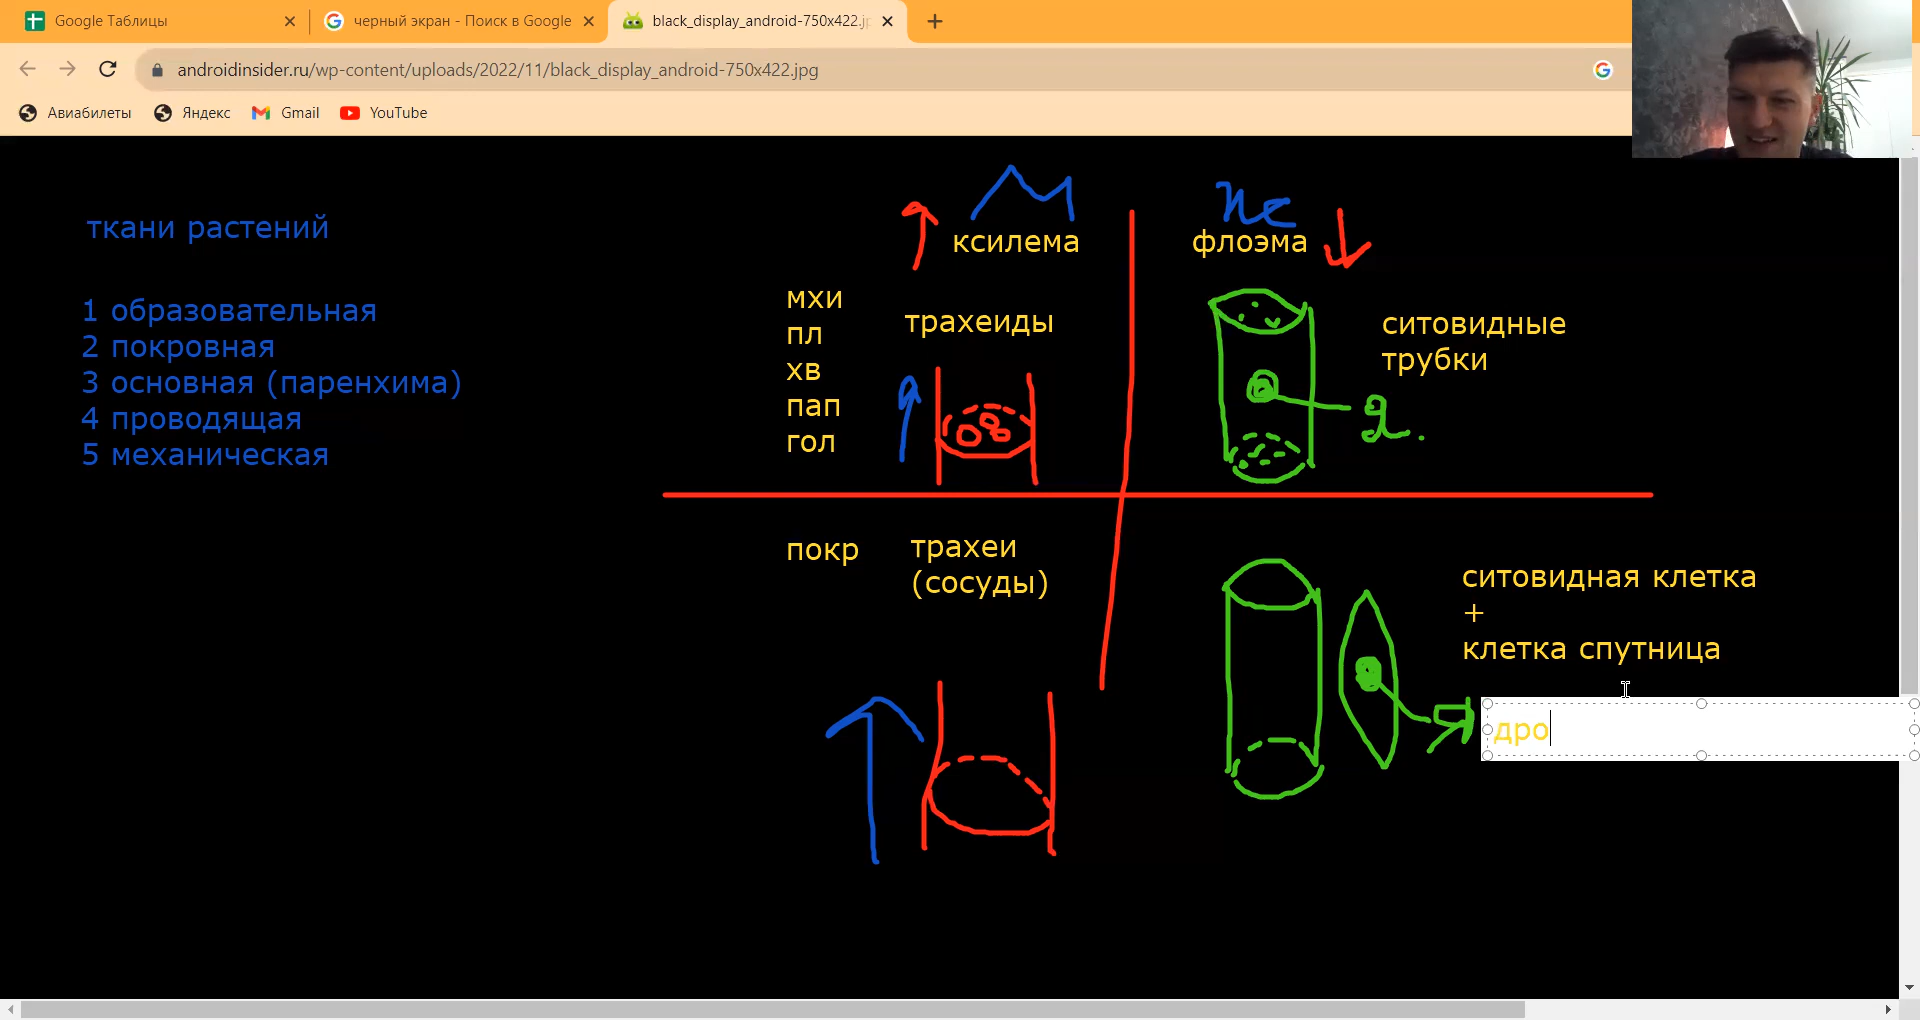 Google Таблицы
черный экран - Поиск в Google
black_display_android-750x422.jp
androidinsider.ru/wp-content/uploads/2022/11/black_display_android-750x422.jpg
Авиабилеты
Яндекс
Gmail
YouTube
ткани растений
1 образовательная
2 покровная
3 основная (паренхима)
4 проводящая
5 механическая
ксилема
флоэма
мхи
пл
хв
пап
гол
трахеиды
ситовидные
трубки
я.
покр
трахеи
(сосуды)
ситовидная клетка
+
клетка спутница
дро